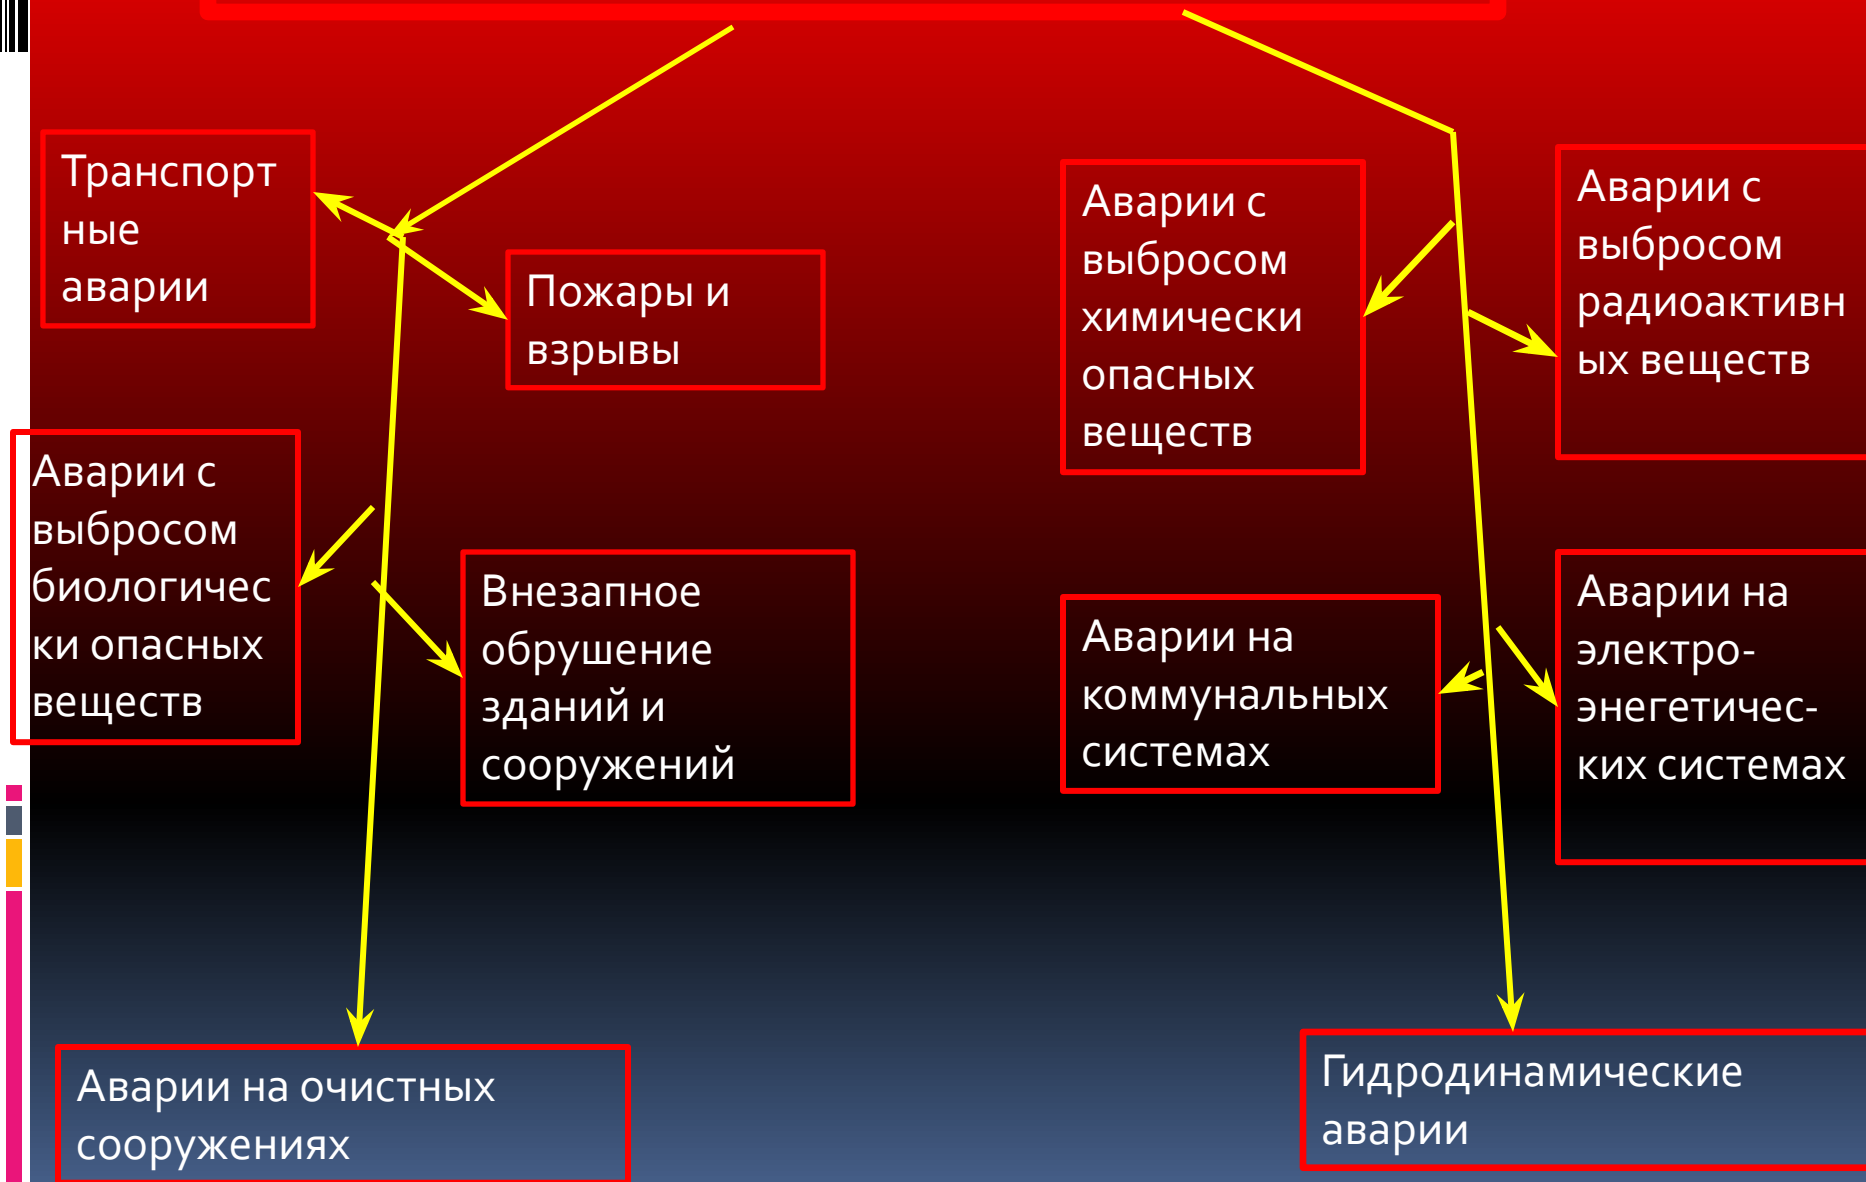 Транспорт
ные
аварии
Пожары и
взрывы
Аварии с
выбросом
химически
опасных
веществ
Аварии с
выбросом
радиоактивн
ых веществ
Аварии с
выбросом
биологичес
ки опасных
веществ
Внезапное
обрушение
зданий и
сооружений
Аварии на
коммунальных
системах
Аварии на
электро-
энегетичес-
ких системах
Аварии на очистных
сооружениях
Гидродинамические
аварии